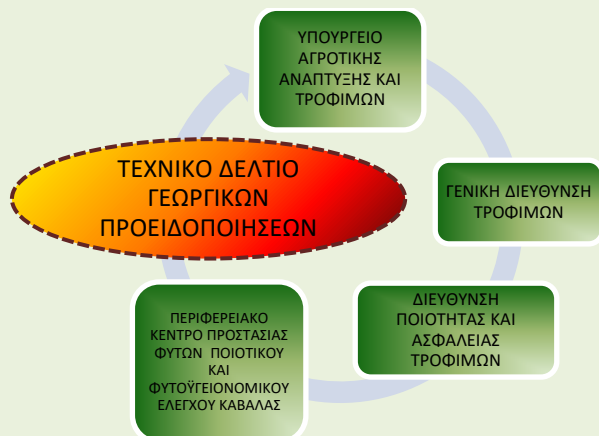 ΥΠΟΥΡΓΕΙΟ
ΑΓΡΟΤΙΚΗΣ
ΑΝΑΠΤΥΞΗΣ ΚΑΙ
ΤΡΟΦΙΜΩΝ
ΓΕΝΙΚΗ ΔΙΕΥΘΥΝΣΗ
ΤΡΟΦΙΜΩΝ
ΔΙΕΥΘΥΝΣΗ
ΠΟΙΟΤΗΤΑΣ ΚΑΙ
ΑΣΦΑΛΕΙΑΣ
ΤΡΟΦΙΜΩΝ
ΠΕΡΙΦΕΡΕΙΑΚΟ
ΚΕΝΤΡΟ ΠΡΟΣΤΑΣΙΑΣ
ΦΥΤΩΝ ΠΟΙΟΤΙΚΟΥ
ΚΑΙ
ΦΥΤΟΫΓΕΙΟΝΟΜΙΚΟΥ
ΕΛΕΓΧΟΥ ΚΑΒΑΛΑΣ
ΤΕΧΝΙΚΟ ΔΕΛΤΙΟ
ΓΕΩΡΓΙΚΩΝ
ΠΡΟΕΙΔΟΠΟΙΗΣΕΩΝ